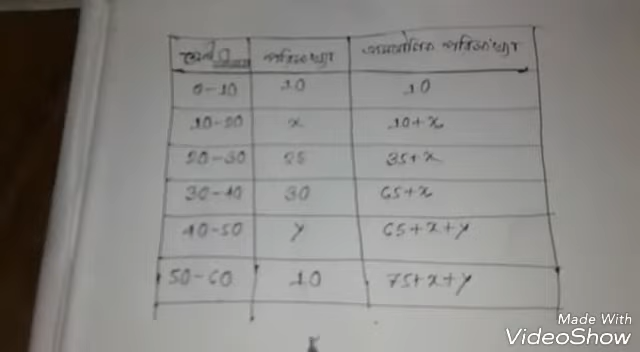 শ্রেণী পরিসংখ্যা ক্রমযৌগিক পরিসংখ্যা
0-10 10 10
10-20 x 10+x
20-30 25 35+x
30-40 30 65+x
40-50 y 65+x+y
50-60 10 75+x+y
Made With
VideoShow